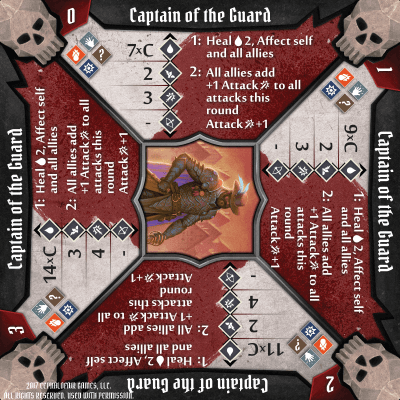 0
Captain of the Guard
7xC
2
3
-
1: Heal 2, Affect self
and all allies
2: All allies add
+1 Attack to all
attacks this
round
Attack +1
1
Captain of the Guard
9xC
2
3
-
1: Heal 2, Affect self
and all allies
2: All allies add
+1 Attack to all
attacks this
round
Attack +1
2
Captain of the Guard
11xC
2
4
-
1: Heal 2, Affect self
and all allies
2: All allies add
+1 Attack to all
attacks this
round
Attack +1
3
Captain of the Guard
14xC
3
4
-
1: Heal 2, Affect self
and all allies
2: All allies add
+1 Attack to all
attacks this
round
Attack +1
2017 CEPHALOFAIR GAMES, LLC.
ALL RIGHTS RESERVED. USED WITH PERMISSION.